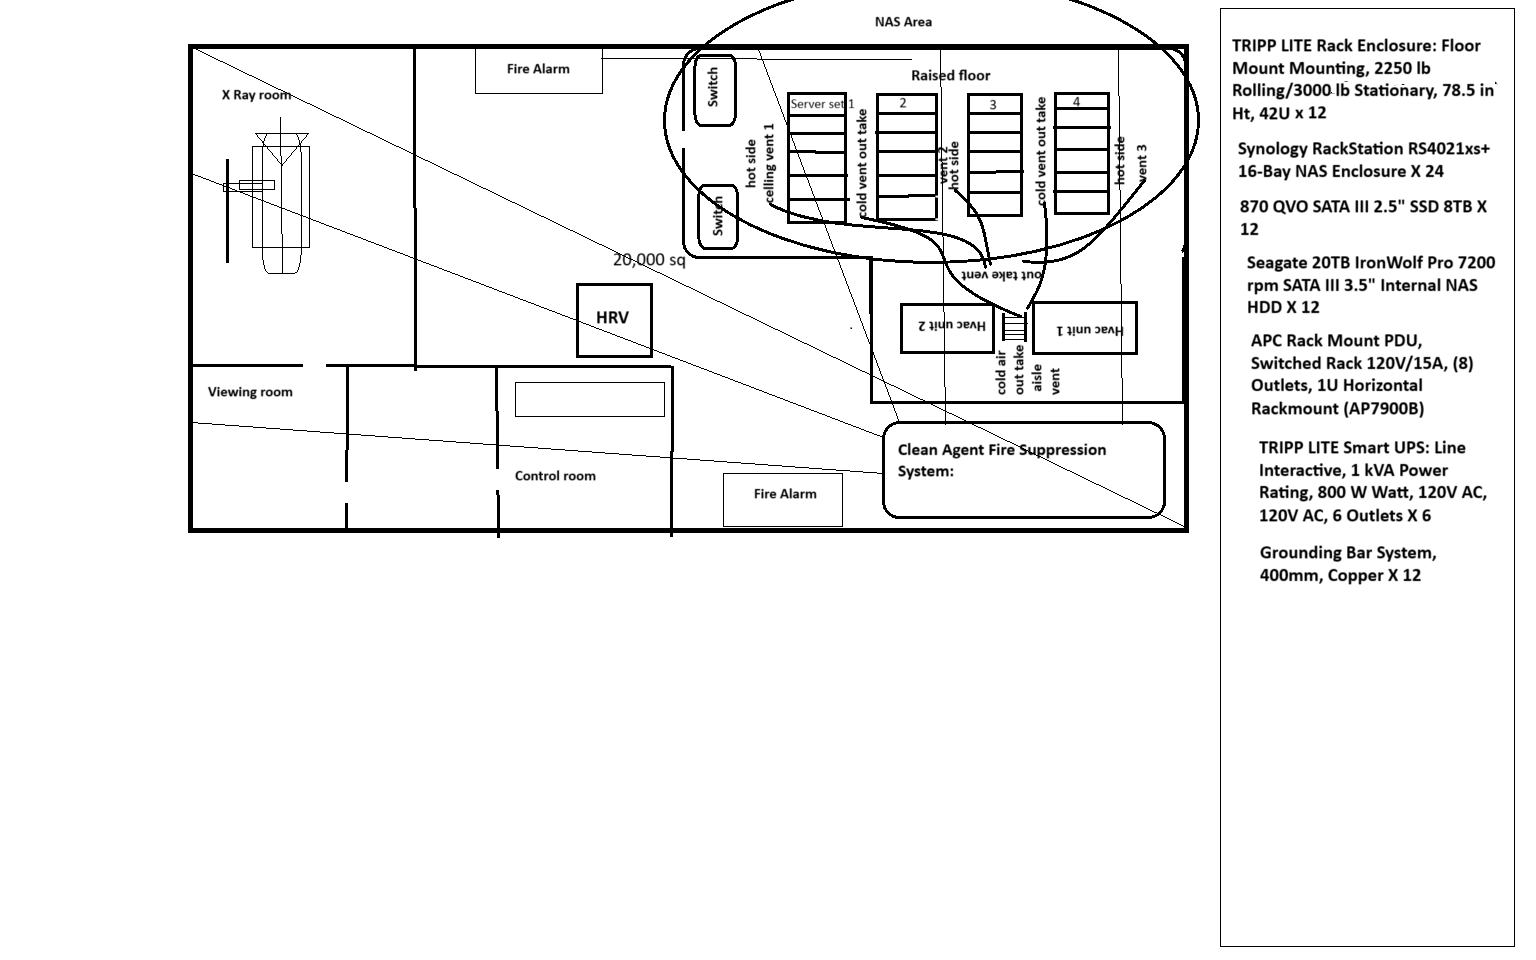 NAS Area
Fire Alarm
Switch
Raised floor
X Ray room
Server set 1
2
3
4
hot side
celling vent 1
cold vent out take
vent 2
hot side
cold vent out take
hot side
vent 3
Switch
20,000 sq
out take vent
HRV
Hvac unit 2
Hvac unit 1
cold air
out take
aisle
vent
Viewing room
Control room
Clean Agent Fire Suppression
System:
Fire Alarm
TRIPP LITE Rack Enclosure: Floor
Mount Mounting, 2250 lb
Rolling/3000 lb Stationary, 78.5 in
Ht, 42U x 12
Synology RackStation RS4021xs+
16-Bay NAS Enclosure X 24
870 QVO SATA III 2.5" SSD 8TB X
12
Seagate 20TB IronWolf Pro 7200
rpm SATA III 3.5" Internal NAS
HDD X 12
APC Rack Mount PDU,
Switched Rack 120V/15A, (8)
Outlets, 1U Horizontal
Rackmount (AP7900B)
TRIPP LITE Smart UPS: Line
Interactive, 1 kVA Power
Rating, 800 W Watt, 120V AC,
120V AC, 6 Outlets X 6
Grounding Bar System,
400mm, Copper X 12